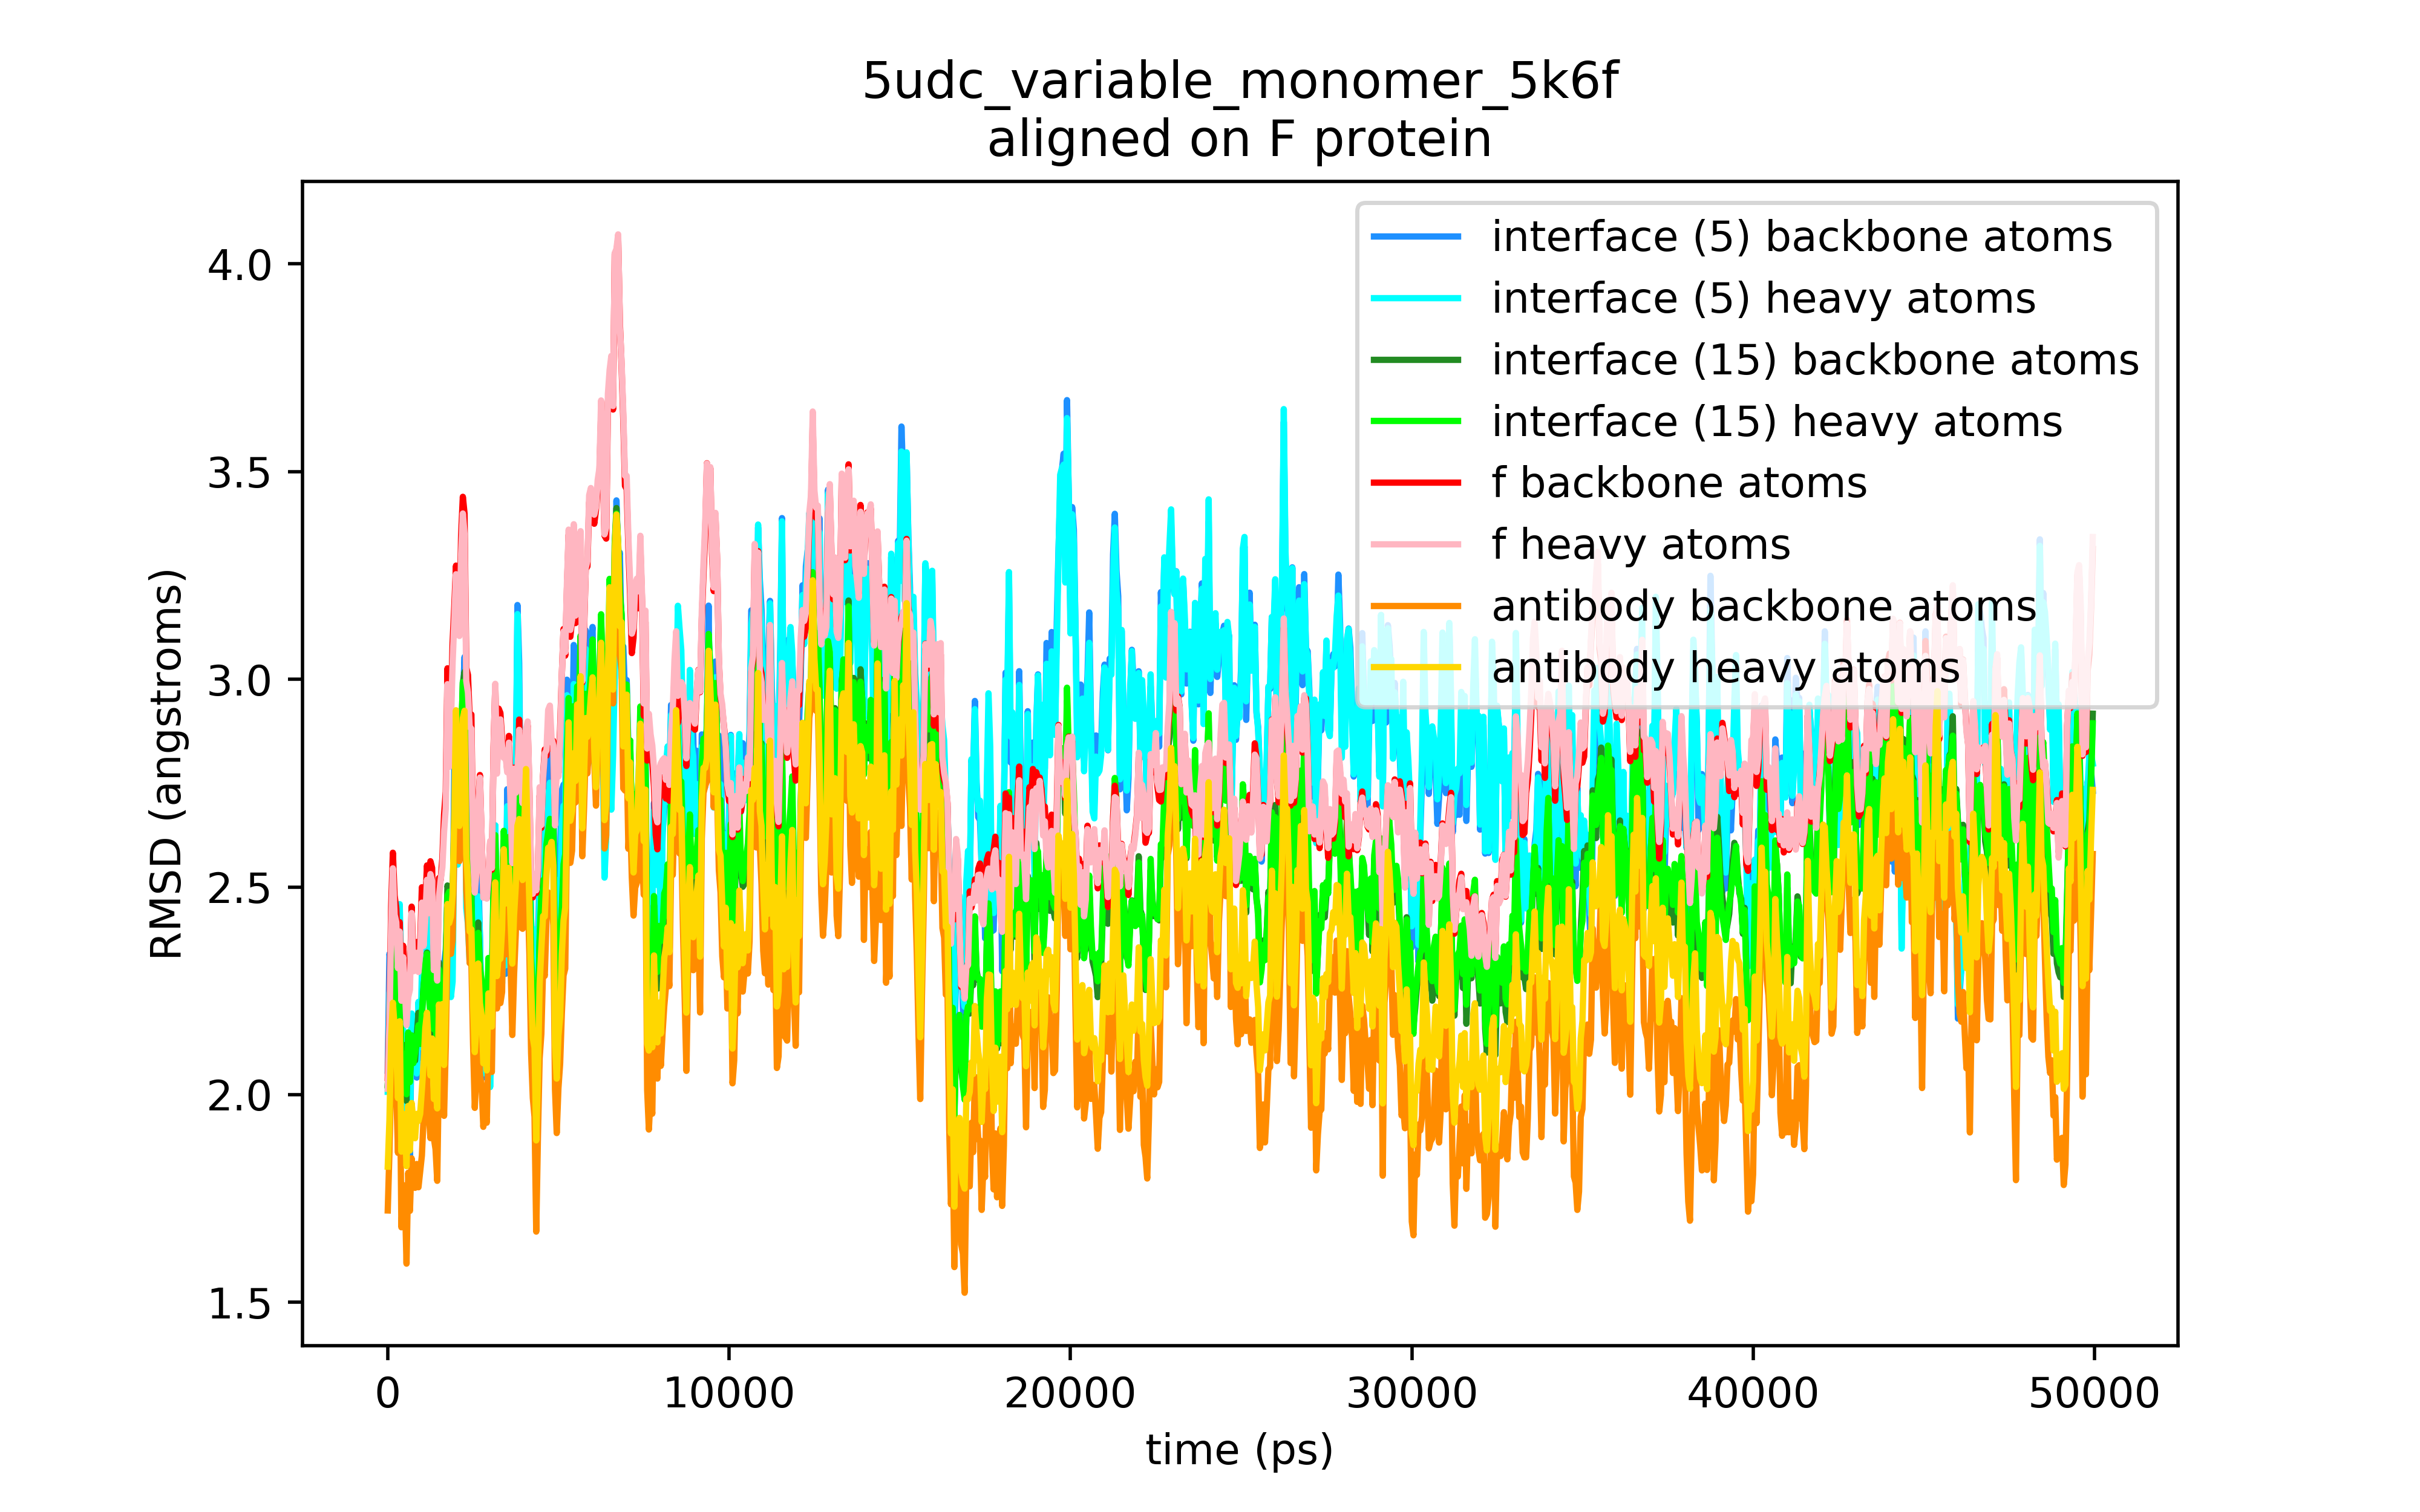 5udc_variable_monomer_5k6f
aligned on F protein
interface (5) backbone atoms
interface (5) heavy atoms
interface (15) backbone atoms
interface (15) heavy atoms
f backbone atoms
f heavy atoms
antibody backbone atoms
antibody heavy atoms
RMSD (angstroms)
4.0
3.5
3.0
2.5
2.0
1.5
0 10000 20000 30000 40000 50000
time (ps)